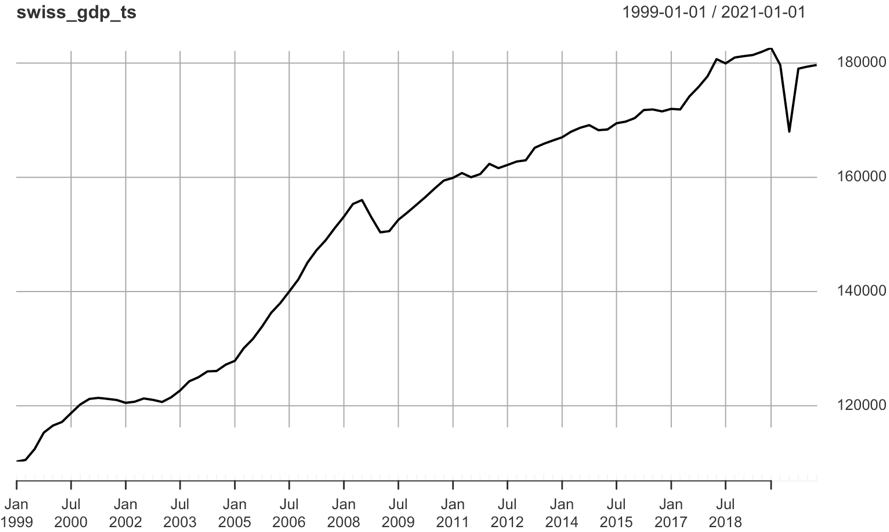 swiss_gdp_ts 1999-01-01 / 2021-01-01
180000
160000
140000
120000
Jan Jul Jan Jul Jan Jul Jan Jul Jan Jul Jan Jul Jan Jul
1999 2000 2002 2003 2005 2006 2008 2009 2011 2012 2014 2015 2017 2018